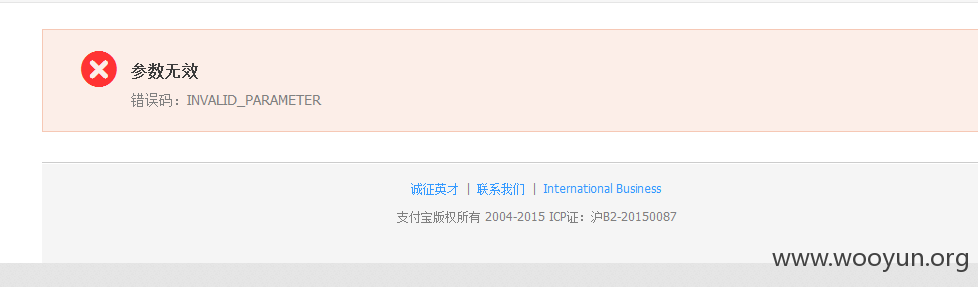 参数无效
错误码：INVALID_PARAMETER
诚征英才 | 联系我们 | International Business
支付宝版权所有 2004-2015 ICP证：沪B2-20150087
www.wooyun.org